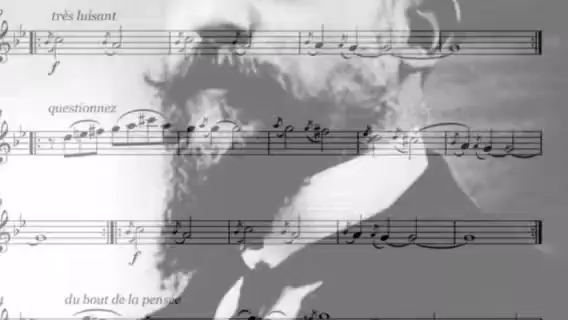 très luisant
f
questionnez
f
du bout de la pensée